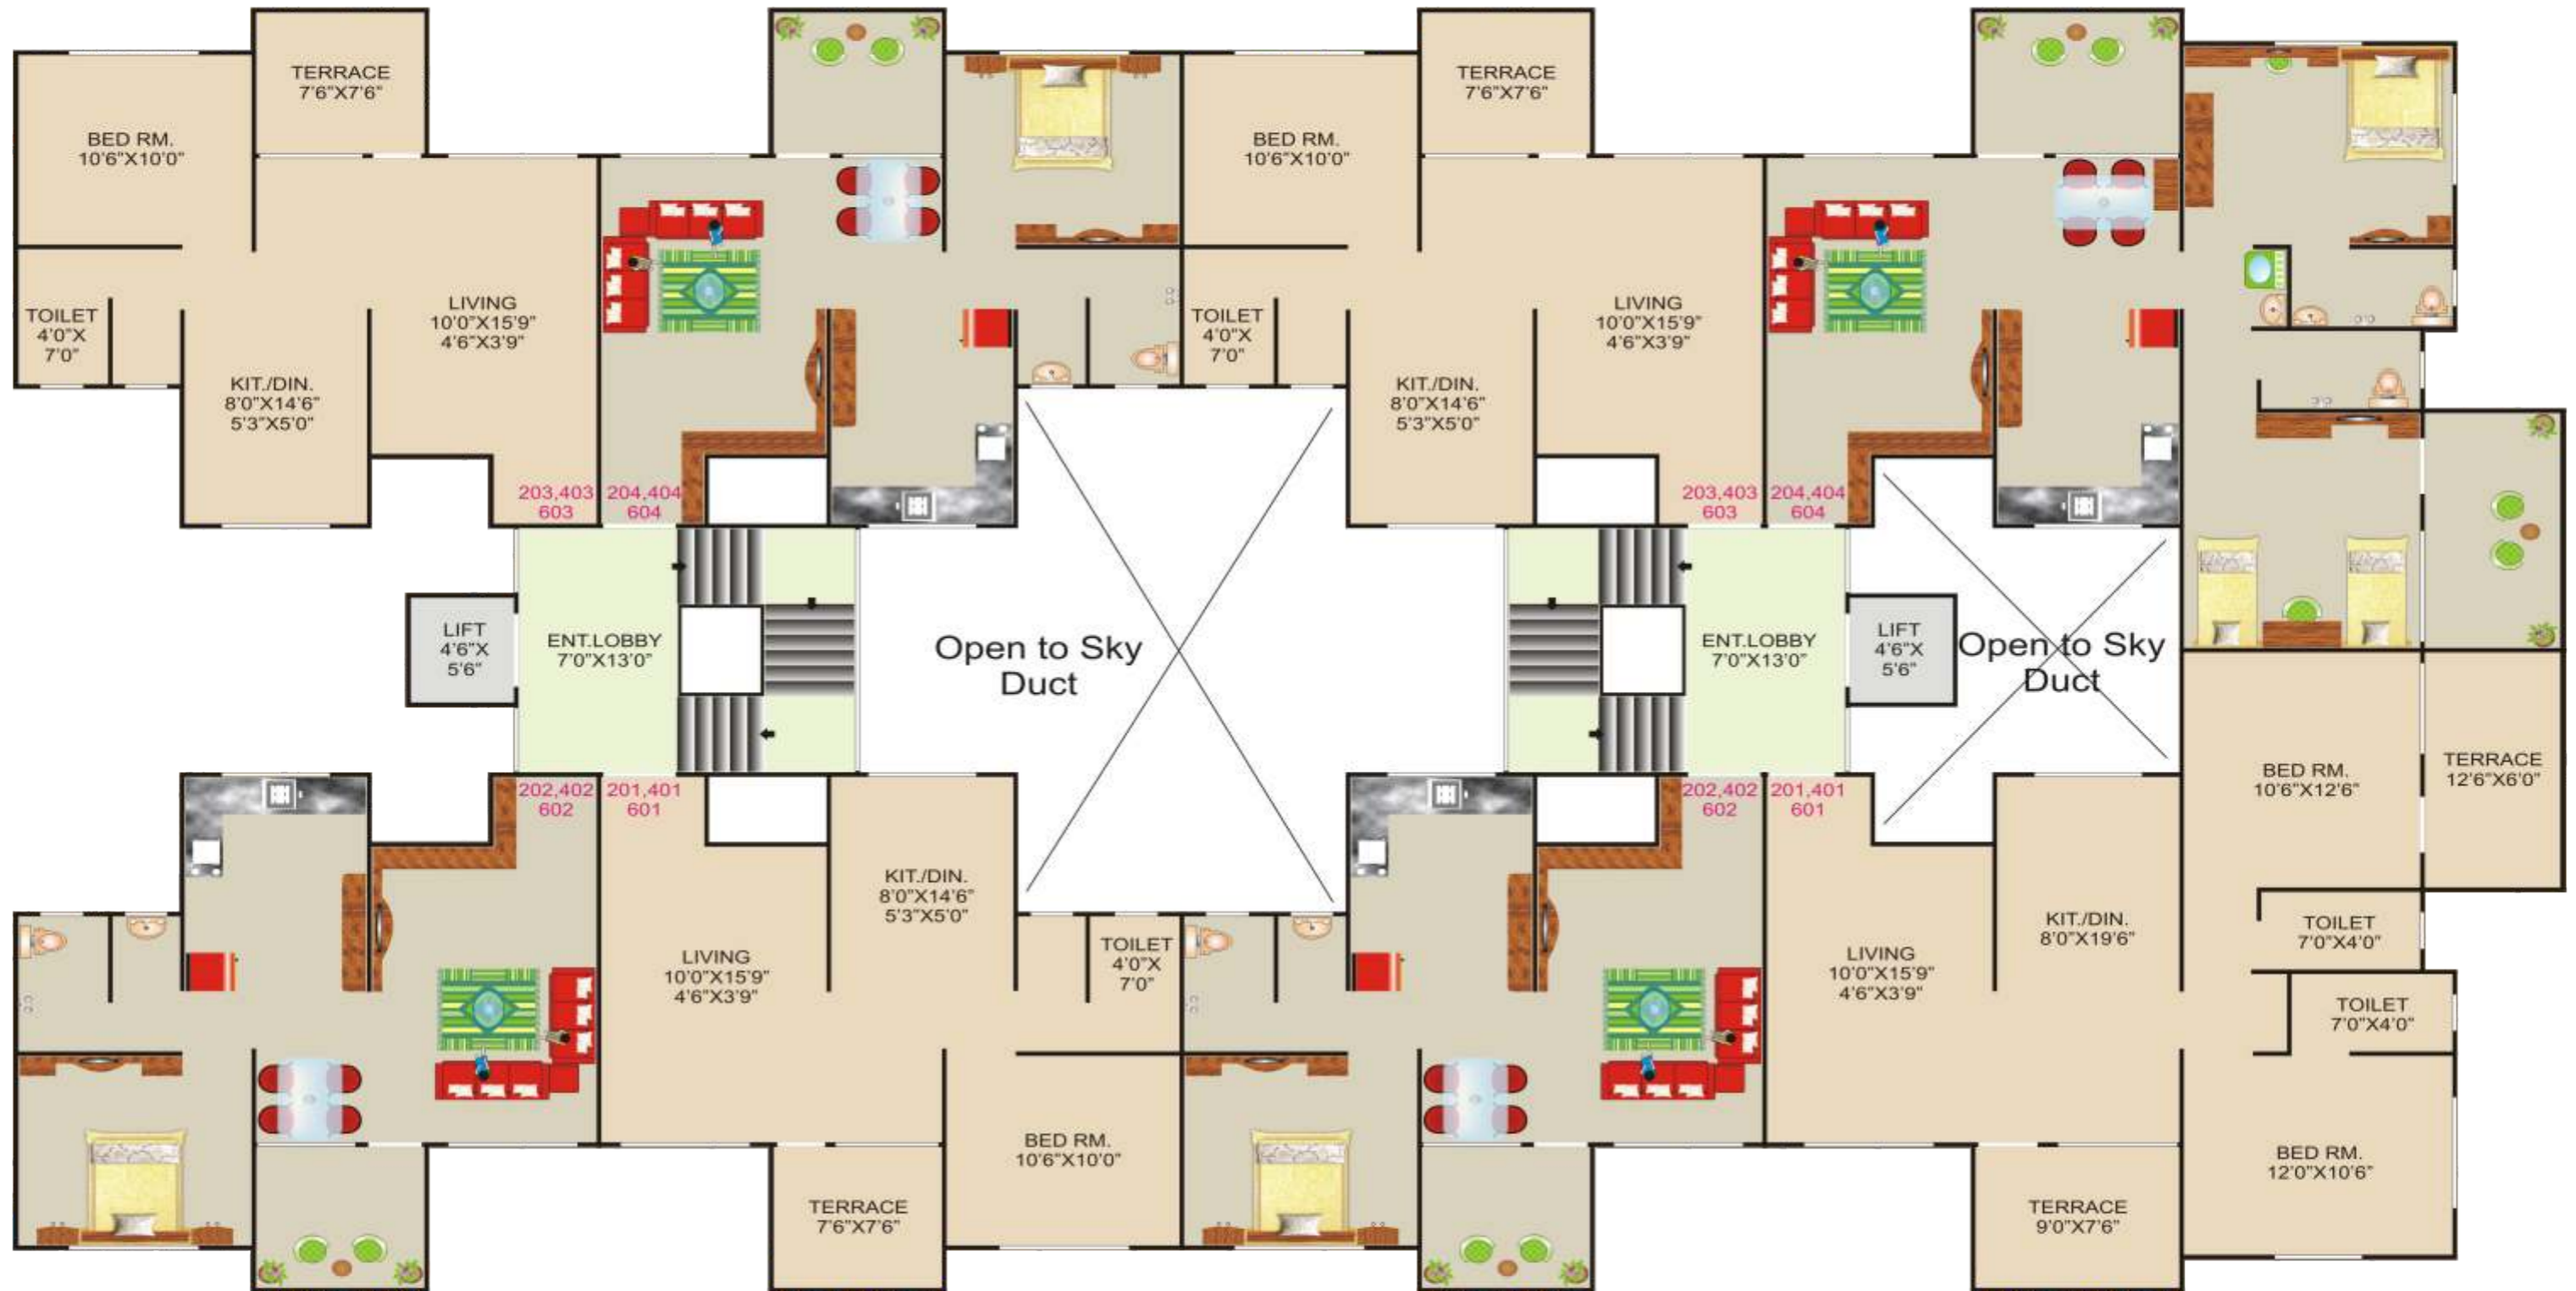 TERRACE
7'6"X7'6"
BED RM.
10'6"X10'0"
TOILET
4'0"X
7'0"
LIVING
10'0"X15'9"
4'6"X3'9"
KIT./DIN.
8'0"X14'6"
5'3"X5'0"
203,403
603
204,404
604
TERRACE
7'6"X7'6"
BED RM.
10'6"X10'0"
TOILET
4'0"X
7'0"
LIVING
10'0"X15'9"
4'6"X3'9"
KIT./DIN.
8'0"X14'6"
5'3"X5'0"
203,403
603
204,404
604
LIFT
4'6"X
5'6"
ENT.LOBBY
7'0"X13'0"
Open to Sky
Duct
ENT.LOBBY
7'0"X13'0"
LIFT
4'6"X
5'6"
Open to Sky
Duct
202,402
602
201,401
601
LIVING
10'0"X15'9"
4'6"X3'9"
KIT./DIN.
8'0"X14'6"
5'3"X5'0"
TOILET
4'0"X
7'0"
BED RM.
10'6"X10'0"
TERRACE
7'6"X7'6"
202,402
602
201,401
601
LIVING
10'0"X15'9"
4'6"X3'9"
KIT./DIN.
8'0"X19'6"
BED RM.
10'6"X12'6"
TERRACE
12'6"X6'0"
TOILET
7'0"X4'0"
TOILET
7'0"X4'0"
BED RM.
12'0"X10'6"
TERRACE
9'0"X7'6"